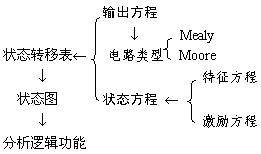 输出方程
↓
电路类型
Mealy
Moore
状态转移表←
↓
状态图
↓
分析逻辑功能
状态方程 ←
特征方程
激励方程